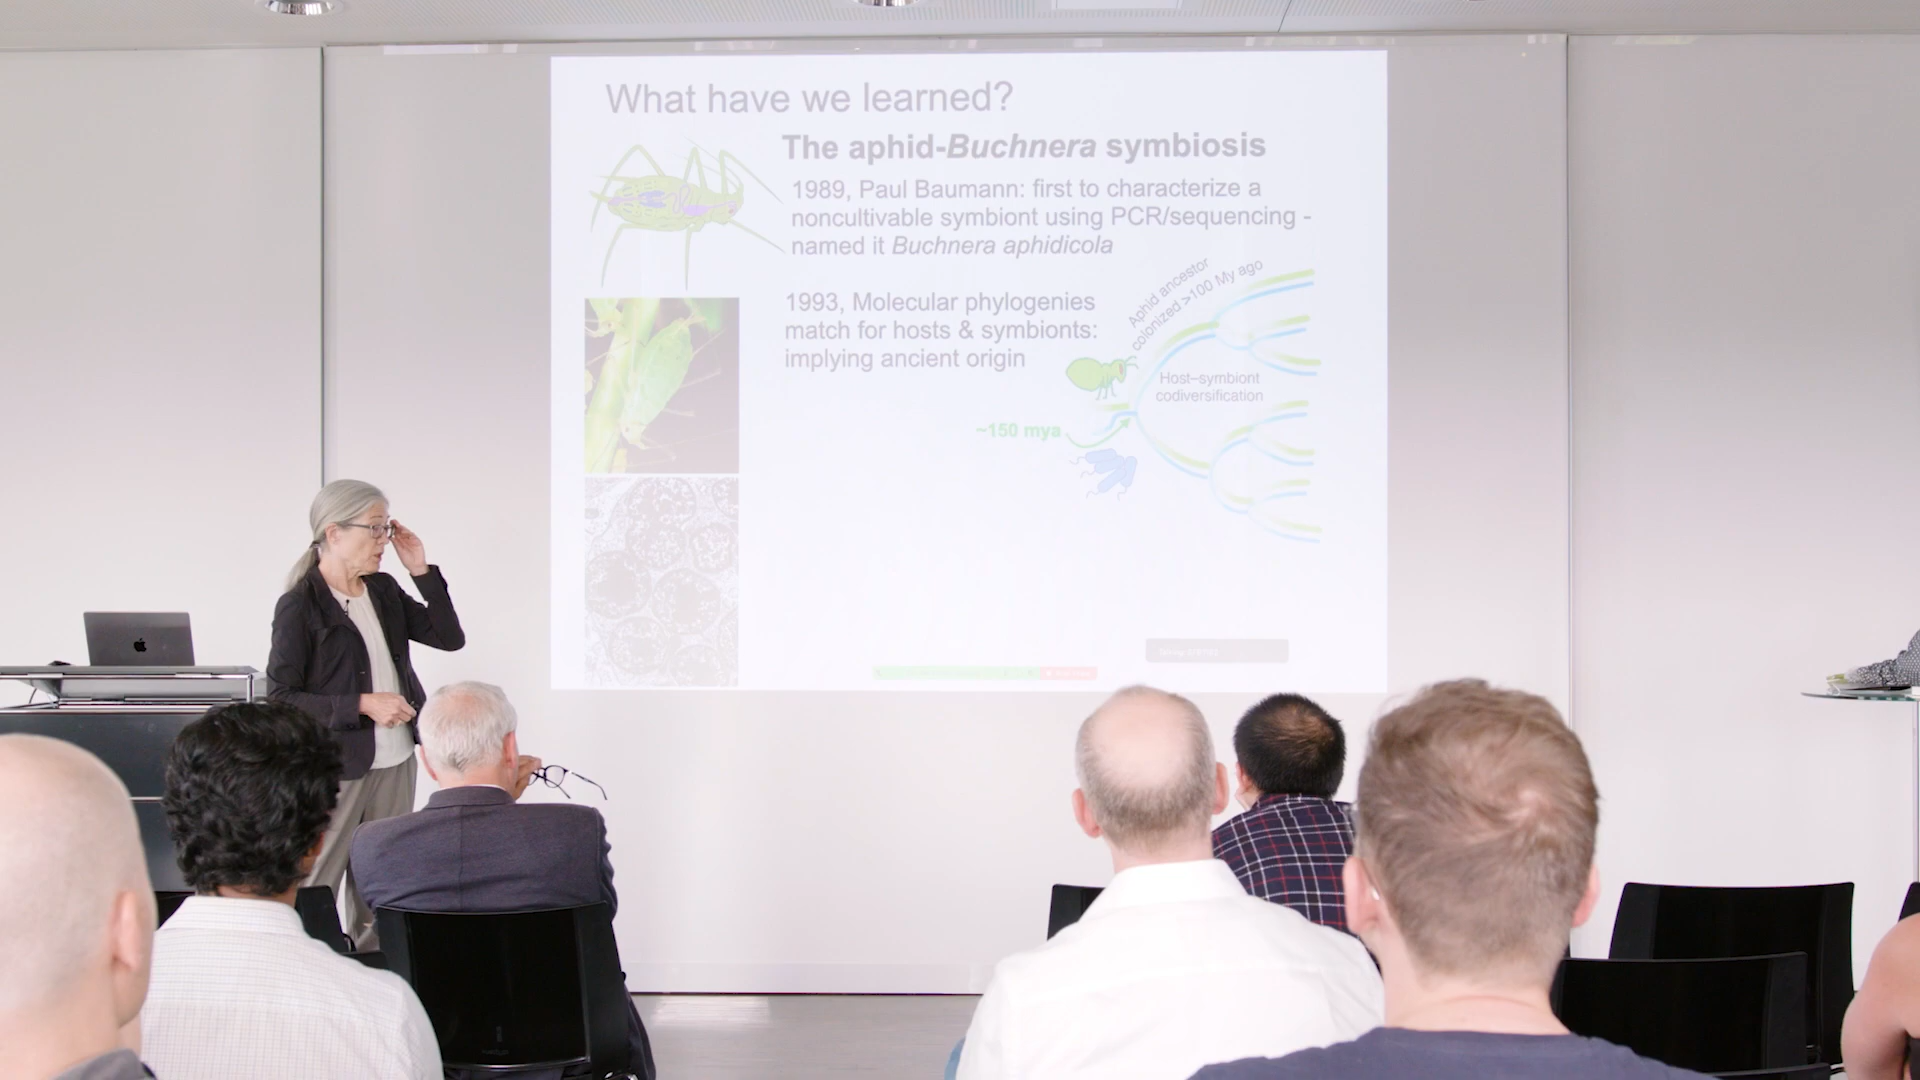 What have we learned?
The aphid-Buchnera symbiosis
1989, Paul Baumann: first to characterize a
noncultivable symbiont using PCR/sequencing -
named it Buchnera aphidicola
1993, Molecular phylogenies
match for hosts & symbionts:
implying ancient origin
Aphid ancestor
colonized >100 My ago
Host–symbiont
codiversification
~150 mya